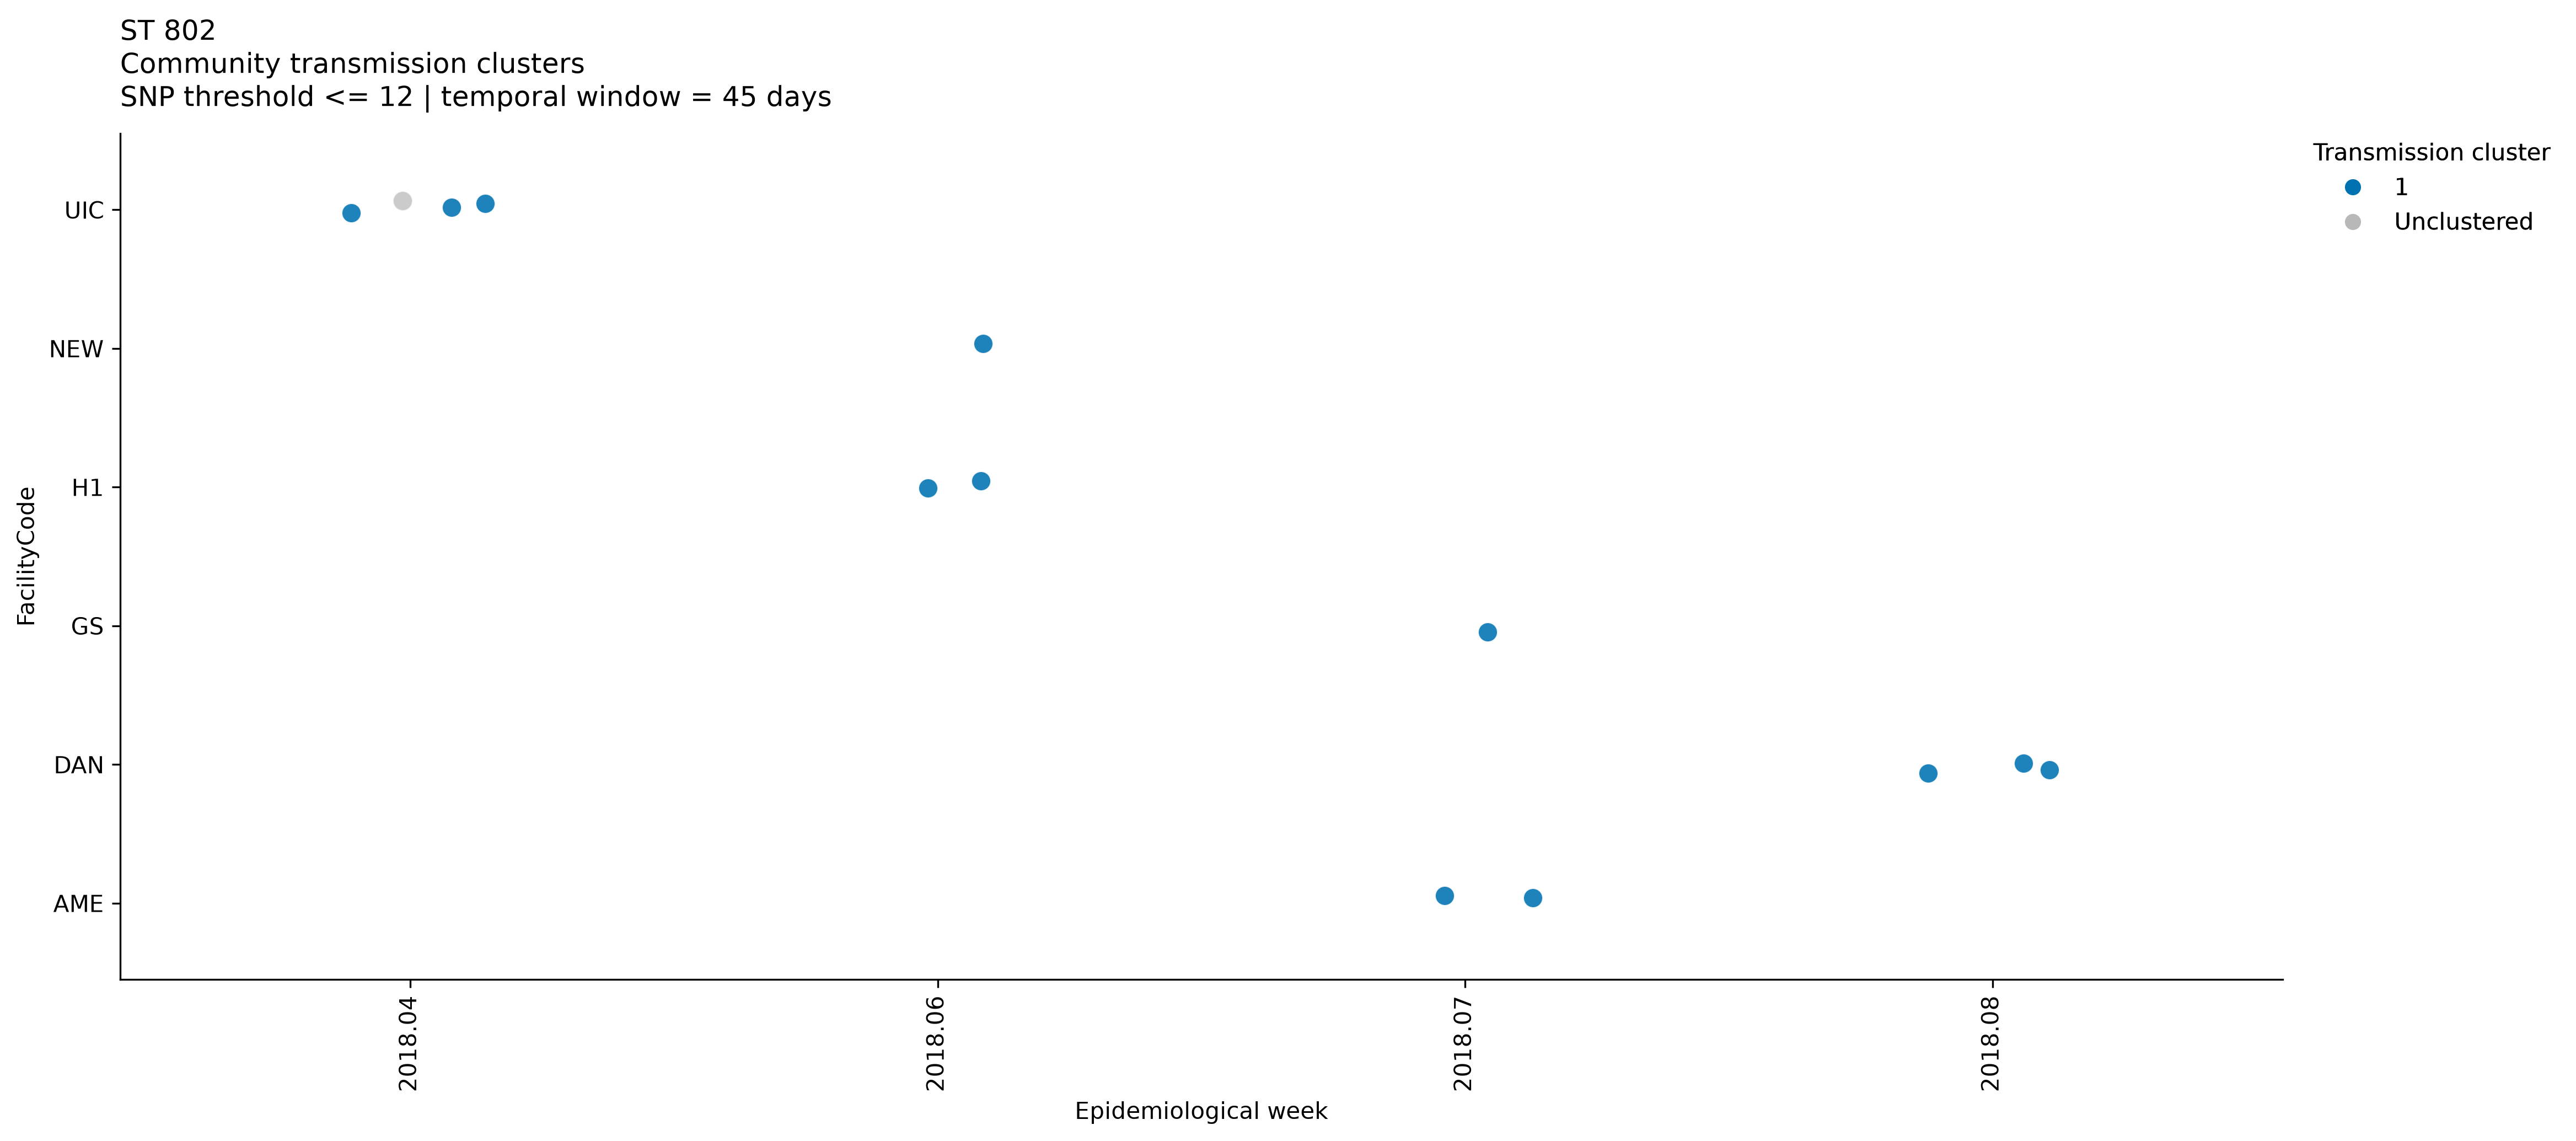 ST 802
Community transmission clusters
SNP threshold <= 12 | temporal window = 45 days
Transmission cluster
1
Unclustered
FacilityCode
UIC
NEW
H1
GS
DAN
AME
2018.04
2018.06
2018.07
2018.08
Epidemiological week